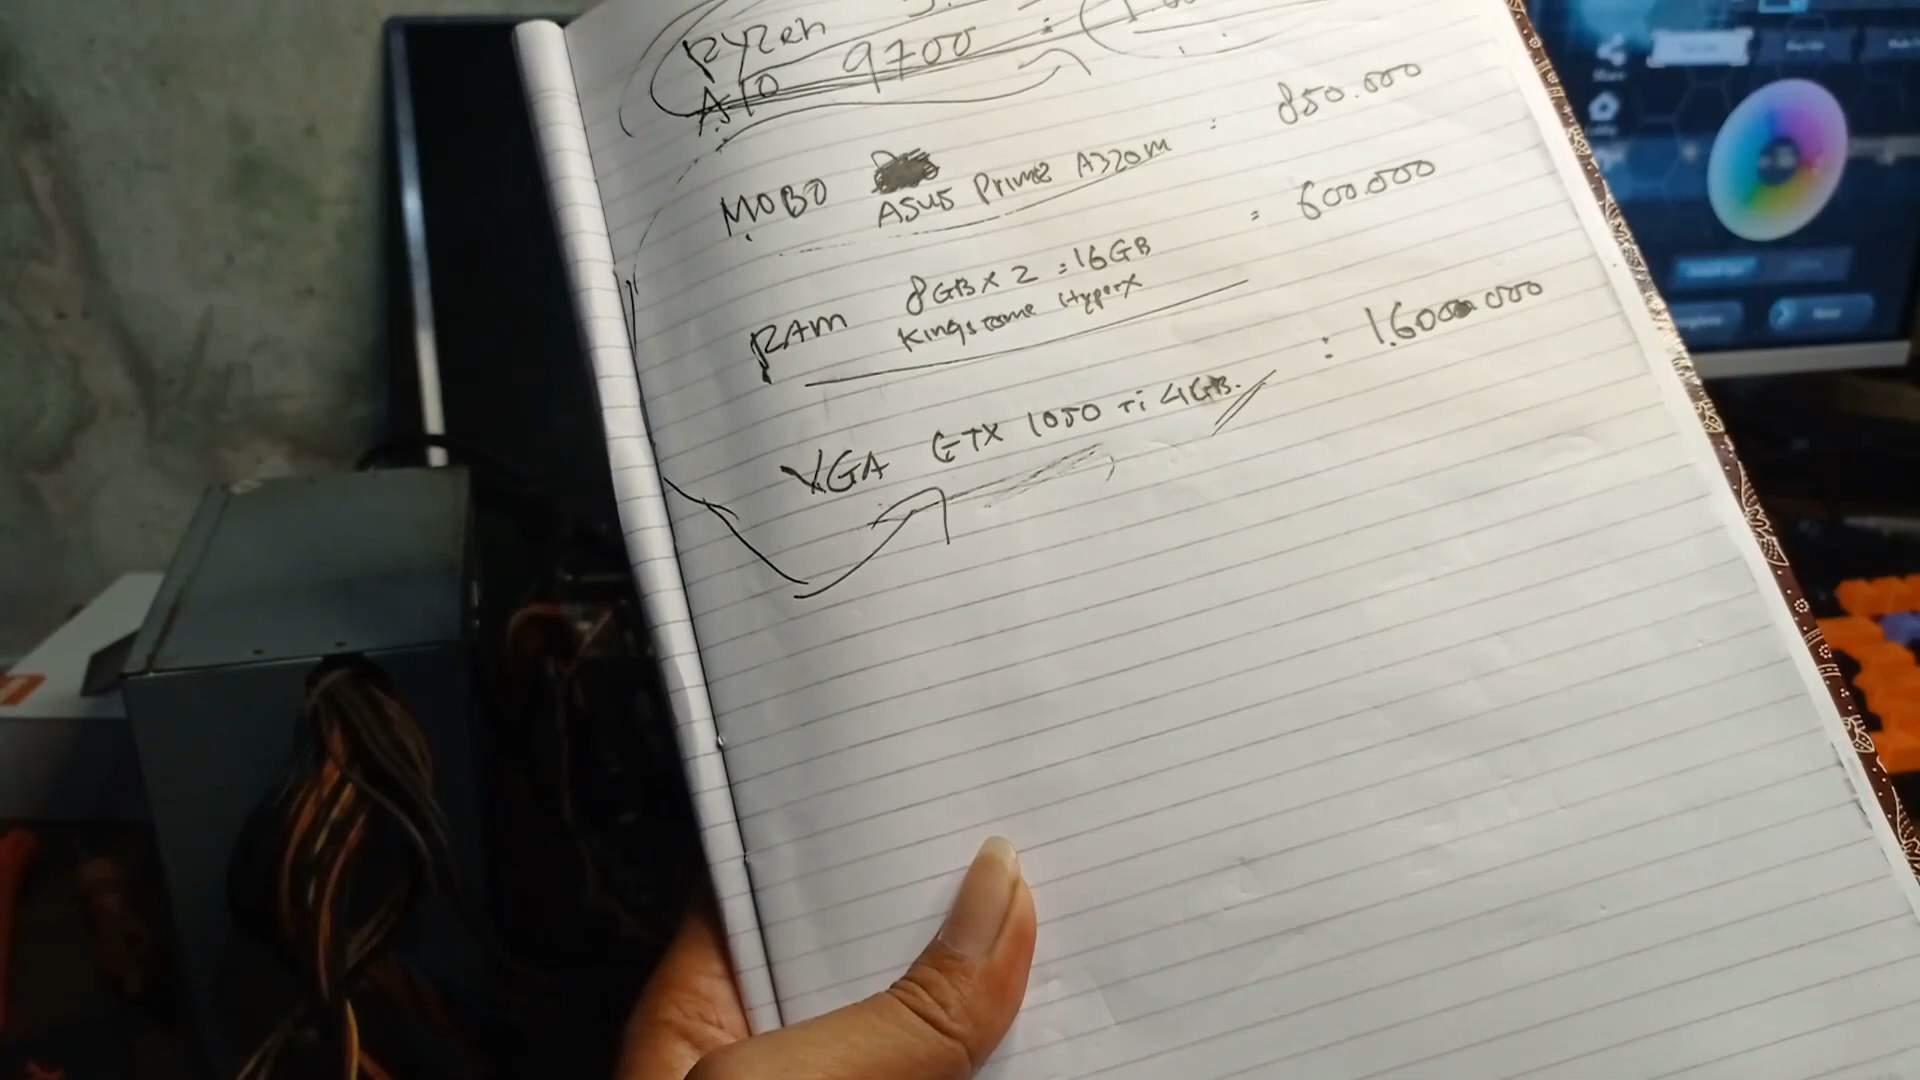 Ryzen
A10 9700 :
MOBO ASUS Prime A320M : 850.000
RAM 8GB x 2 = 16GB : 600.000
Kingstone HyperX
VGA GTX 1050 Ti 4GB. : 1.600.000
Share